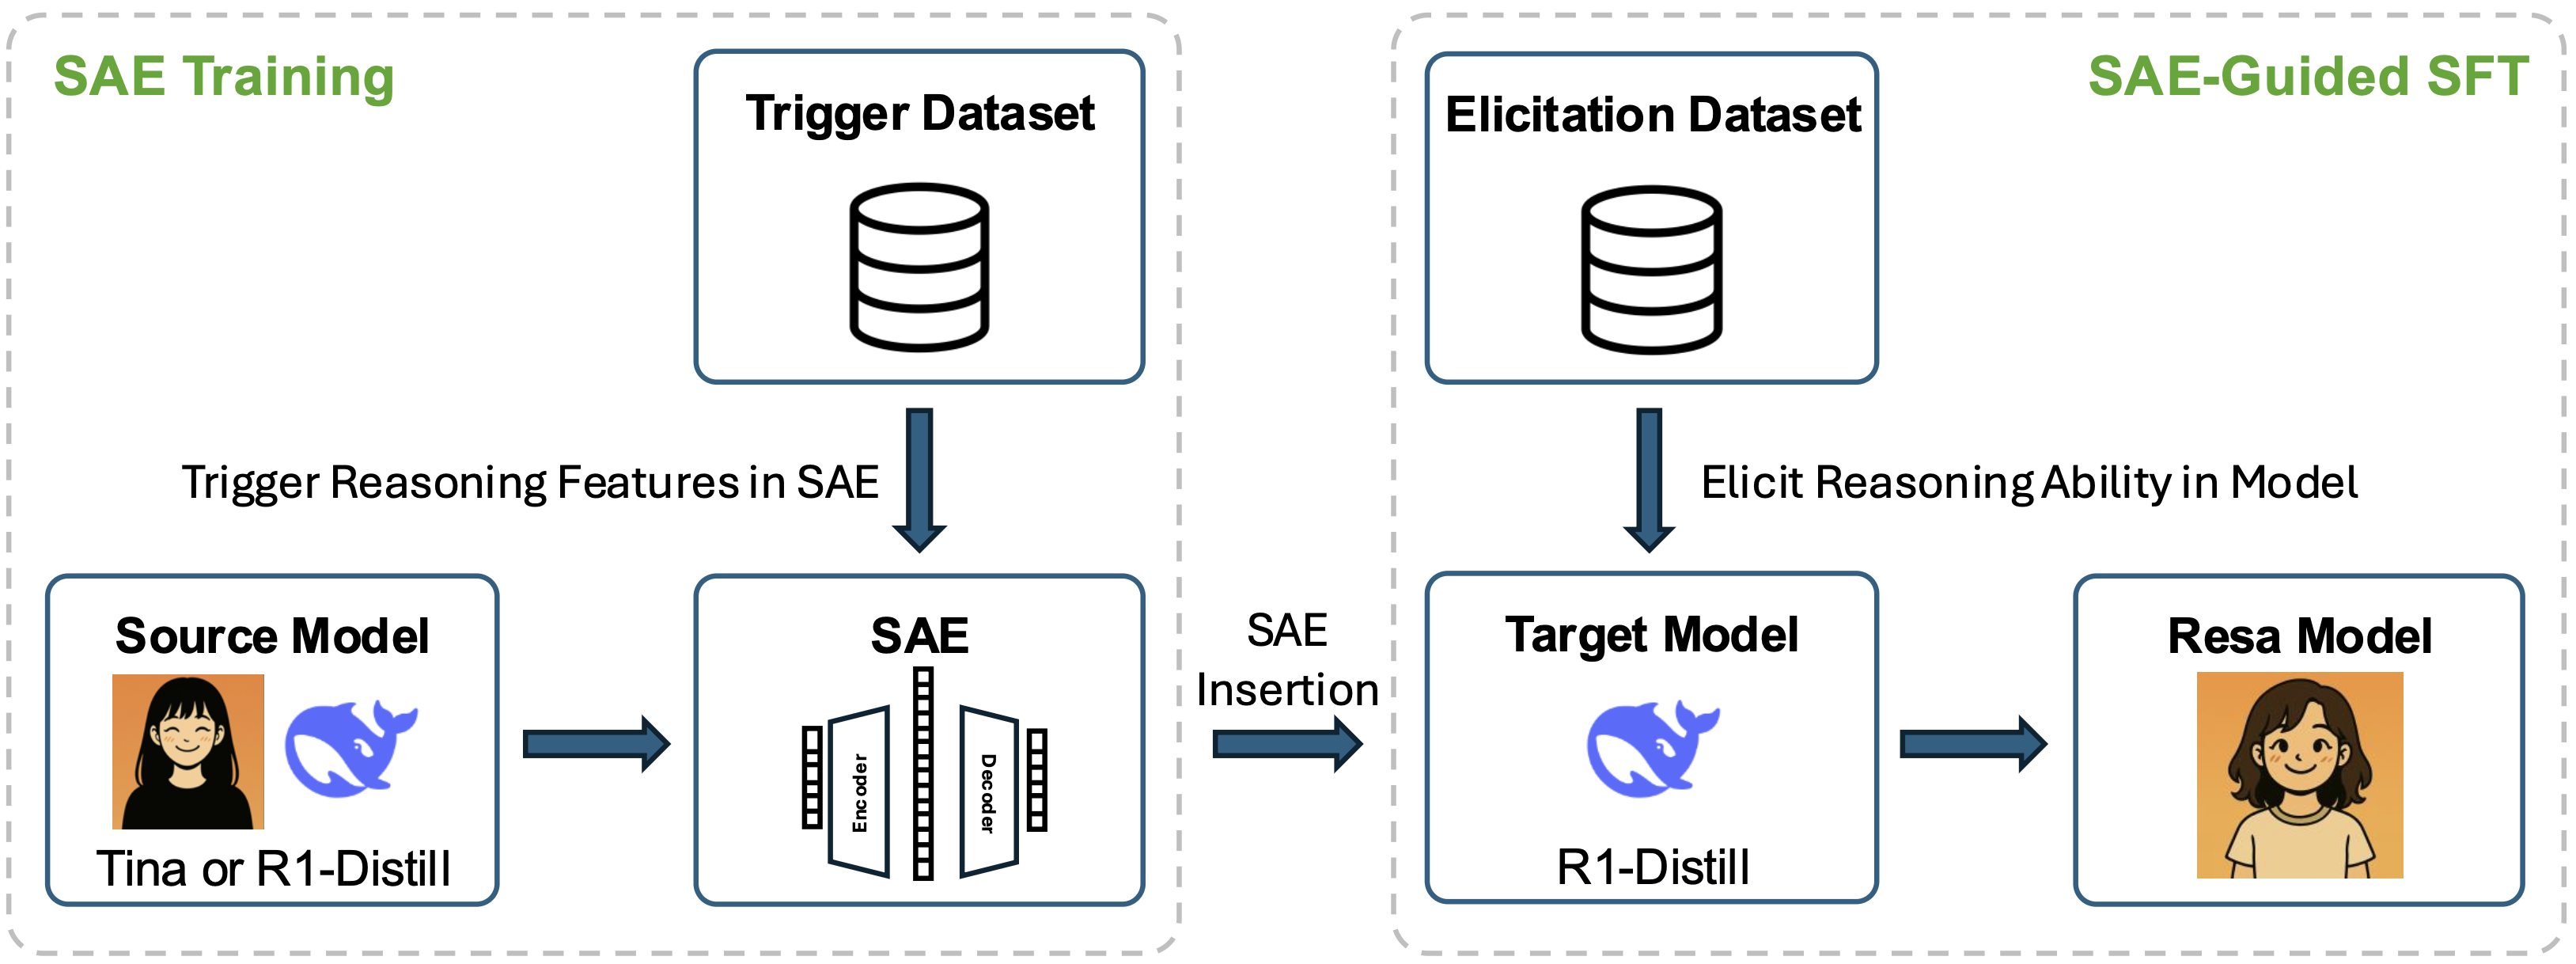 SAE Training
Trigger Dataset
Trigger Reasoning Features in SAE
Source Model
Tina or R1-Distill
SAE
Encoder
Decoder
SAE
Insertion
SAE-Guided SFT
Elicitation Dataset
Elicit Reasoning Ability in Model
Target Model
R1-Distill
Resa Model